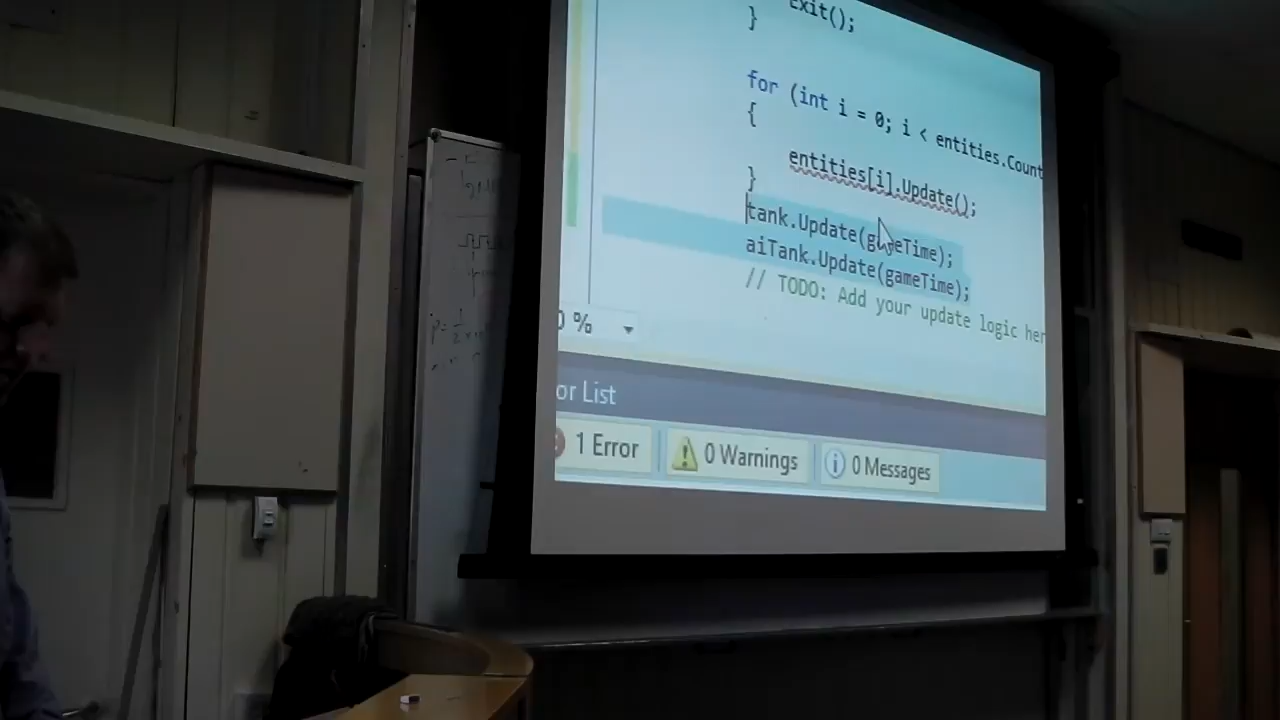 Exit();
}
for (int i = 0; i < entities.Count
{
entities[i].Update();
}
tank.Update(gameTime);
aiTank.Update(gameTime);
// TODO: Add your update logic her
0 %
or List
1 Error
0 Warnings
0 Messages